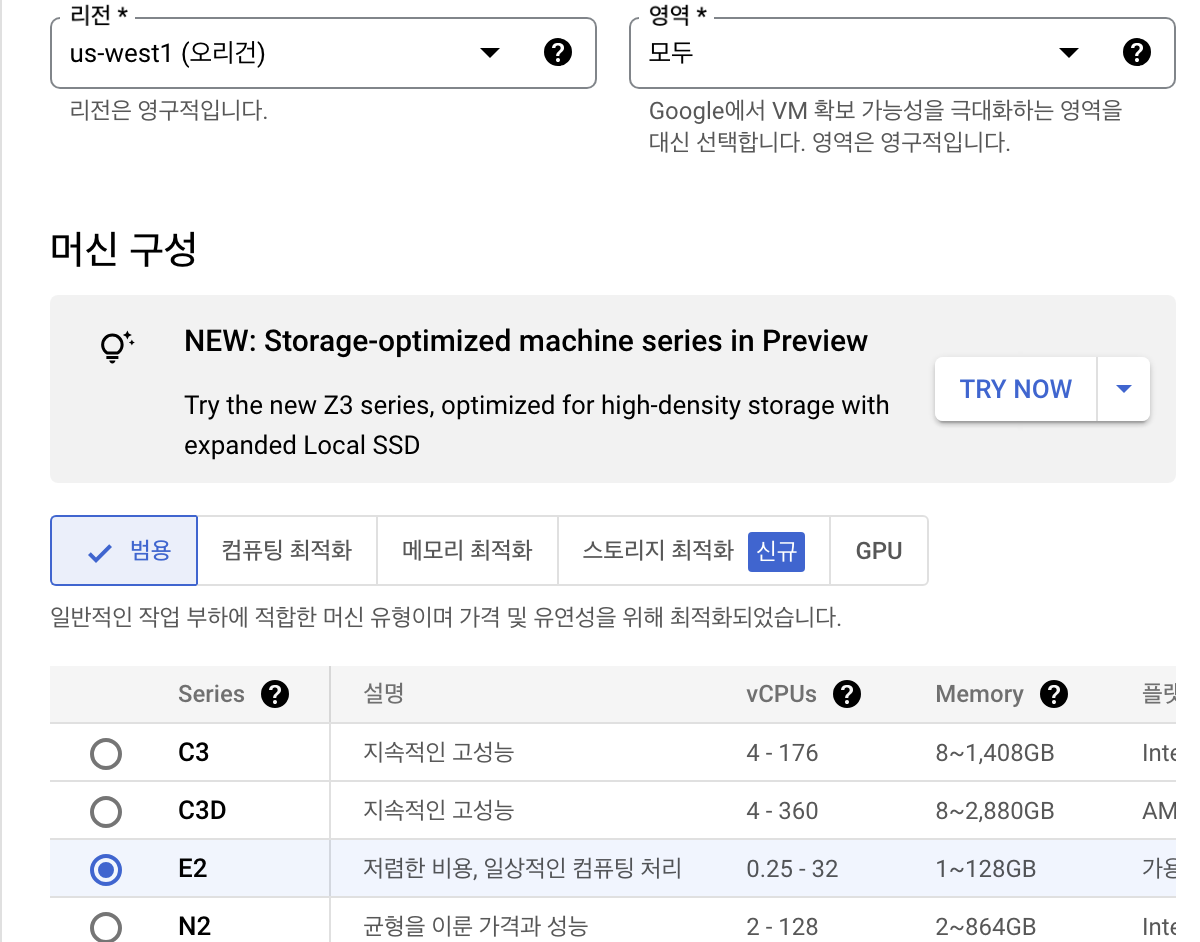 리전 * 영역 *
us-west1 (오리건) 모두
리전은 영구적입니다. Google에서 VM 확보 가능성을 극대화하는 영역을
대신 선택합니다. 영역은 영구적입니다.
머신 구성
NEW: Storage-optimized machine series in Preview
Try the new Z3 series, optimized for high-density storage with
expanded Local SSD
TRY NOW
범용 컴퓨팅 최적화 메모리 최적화 스토리지 최적화 신규 GPU
일반적인 작업 부하에 적합한 머신 유형이며 가격 및 유연성을 위해 최적화되었습니다.
Series 설명 vCPUs Memory
C3 지속적인 고성능 4 - 176 8~1,408GB
C3D 지속적인 고성능 4 - 360 8~2,880GB
E2 저렴한 비용, 일상적인 컴퓨팅 처리 0.25 - 32 1~128GB
N2 균형을 이룬 가격과 성능 2 - 128 2~864GB